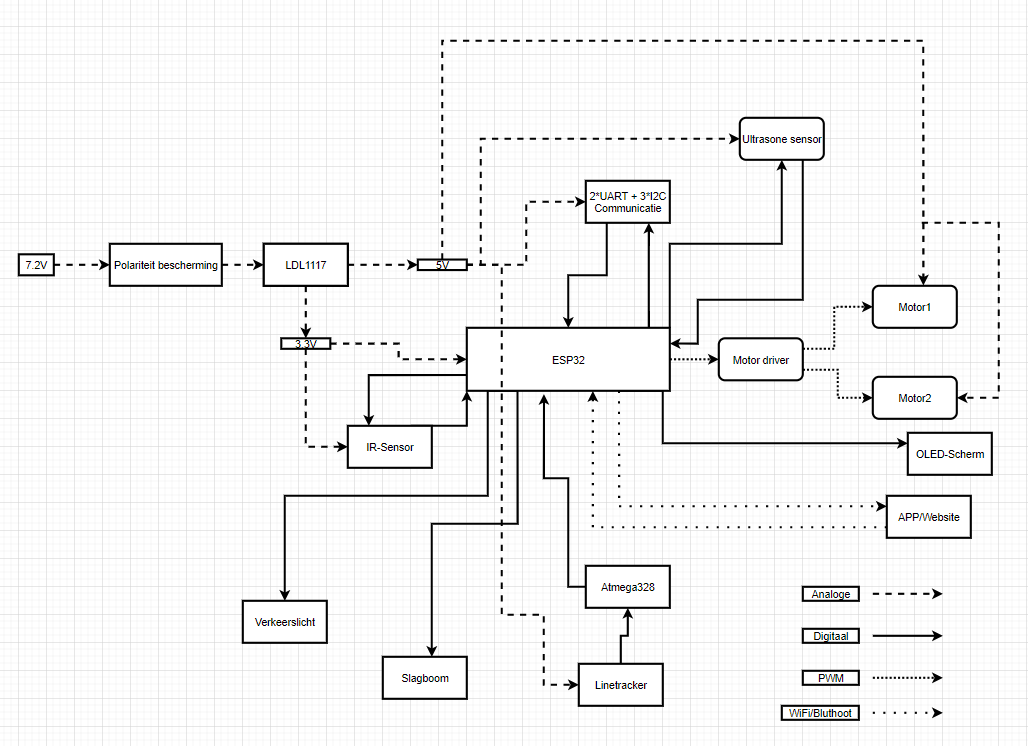 Ultrasone sensor
2*UART + 3*I2C
Communicatie
7.2V
Polariteit bescherming
LDL1117
5V
Motor1
3.3V
ESP32
Motor driver
Motor2
IR-Sensor
OLED-Scherm
APP/Website
Atmega328
Analoge
Verkeerslicht
Digitaal
Slagboom
Linetracker
PWM
WiFi/Bluthoot